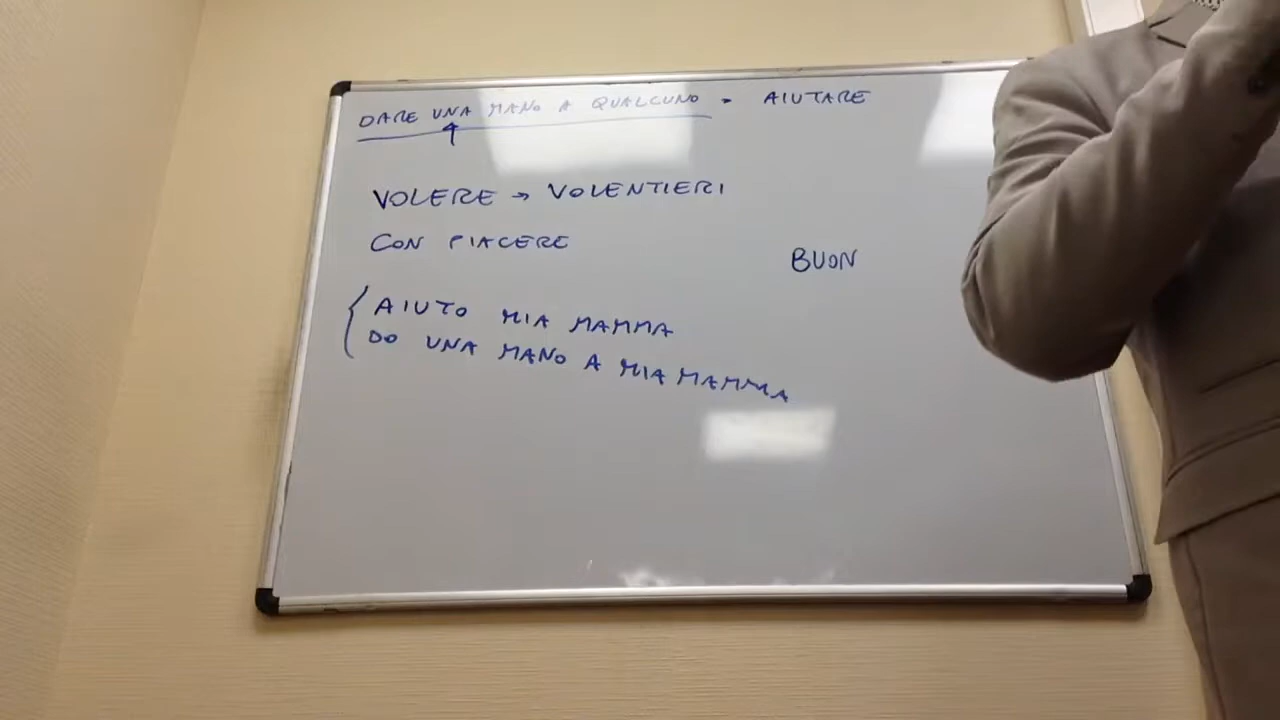 DARE UNA MANO A QUALCUNO = AIUTARE
VOLERE → VOLENTIERI
CON PIACERE
BUON
AIUTO MIA MAMMA
DO UNA MANO A MIA MAMMA